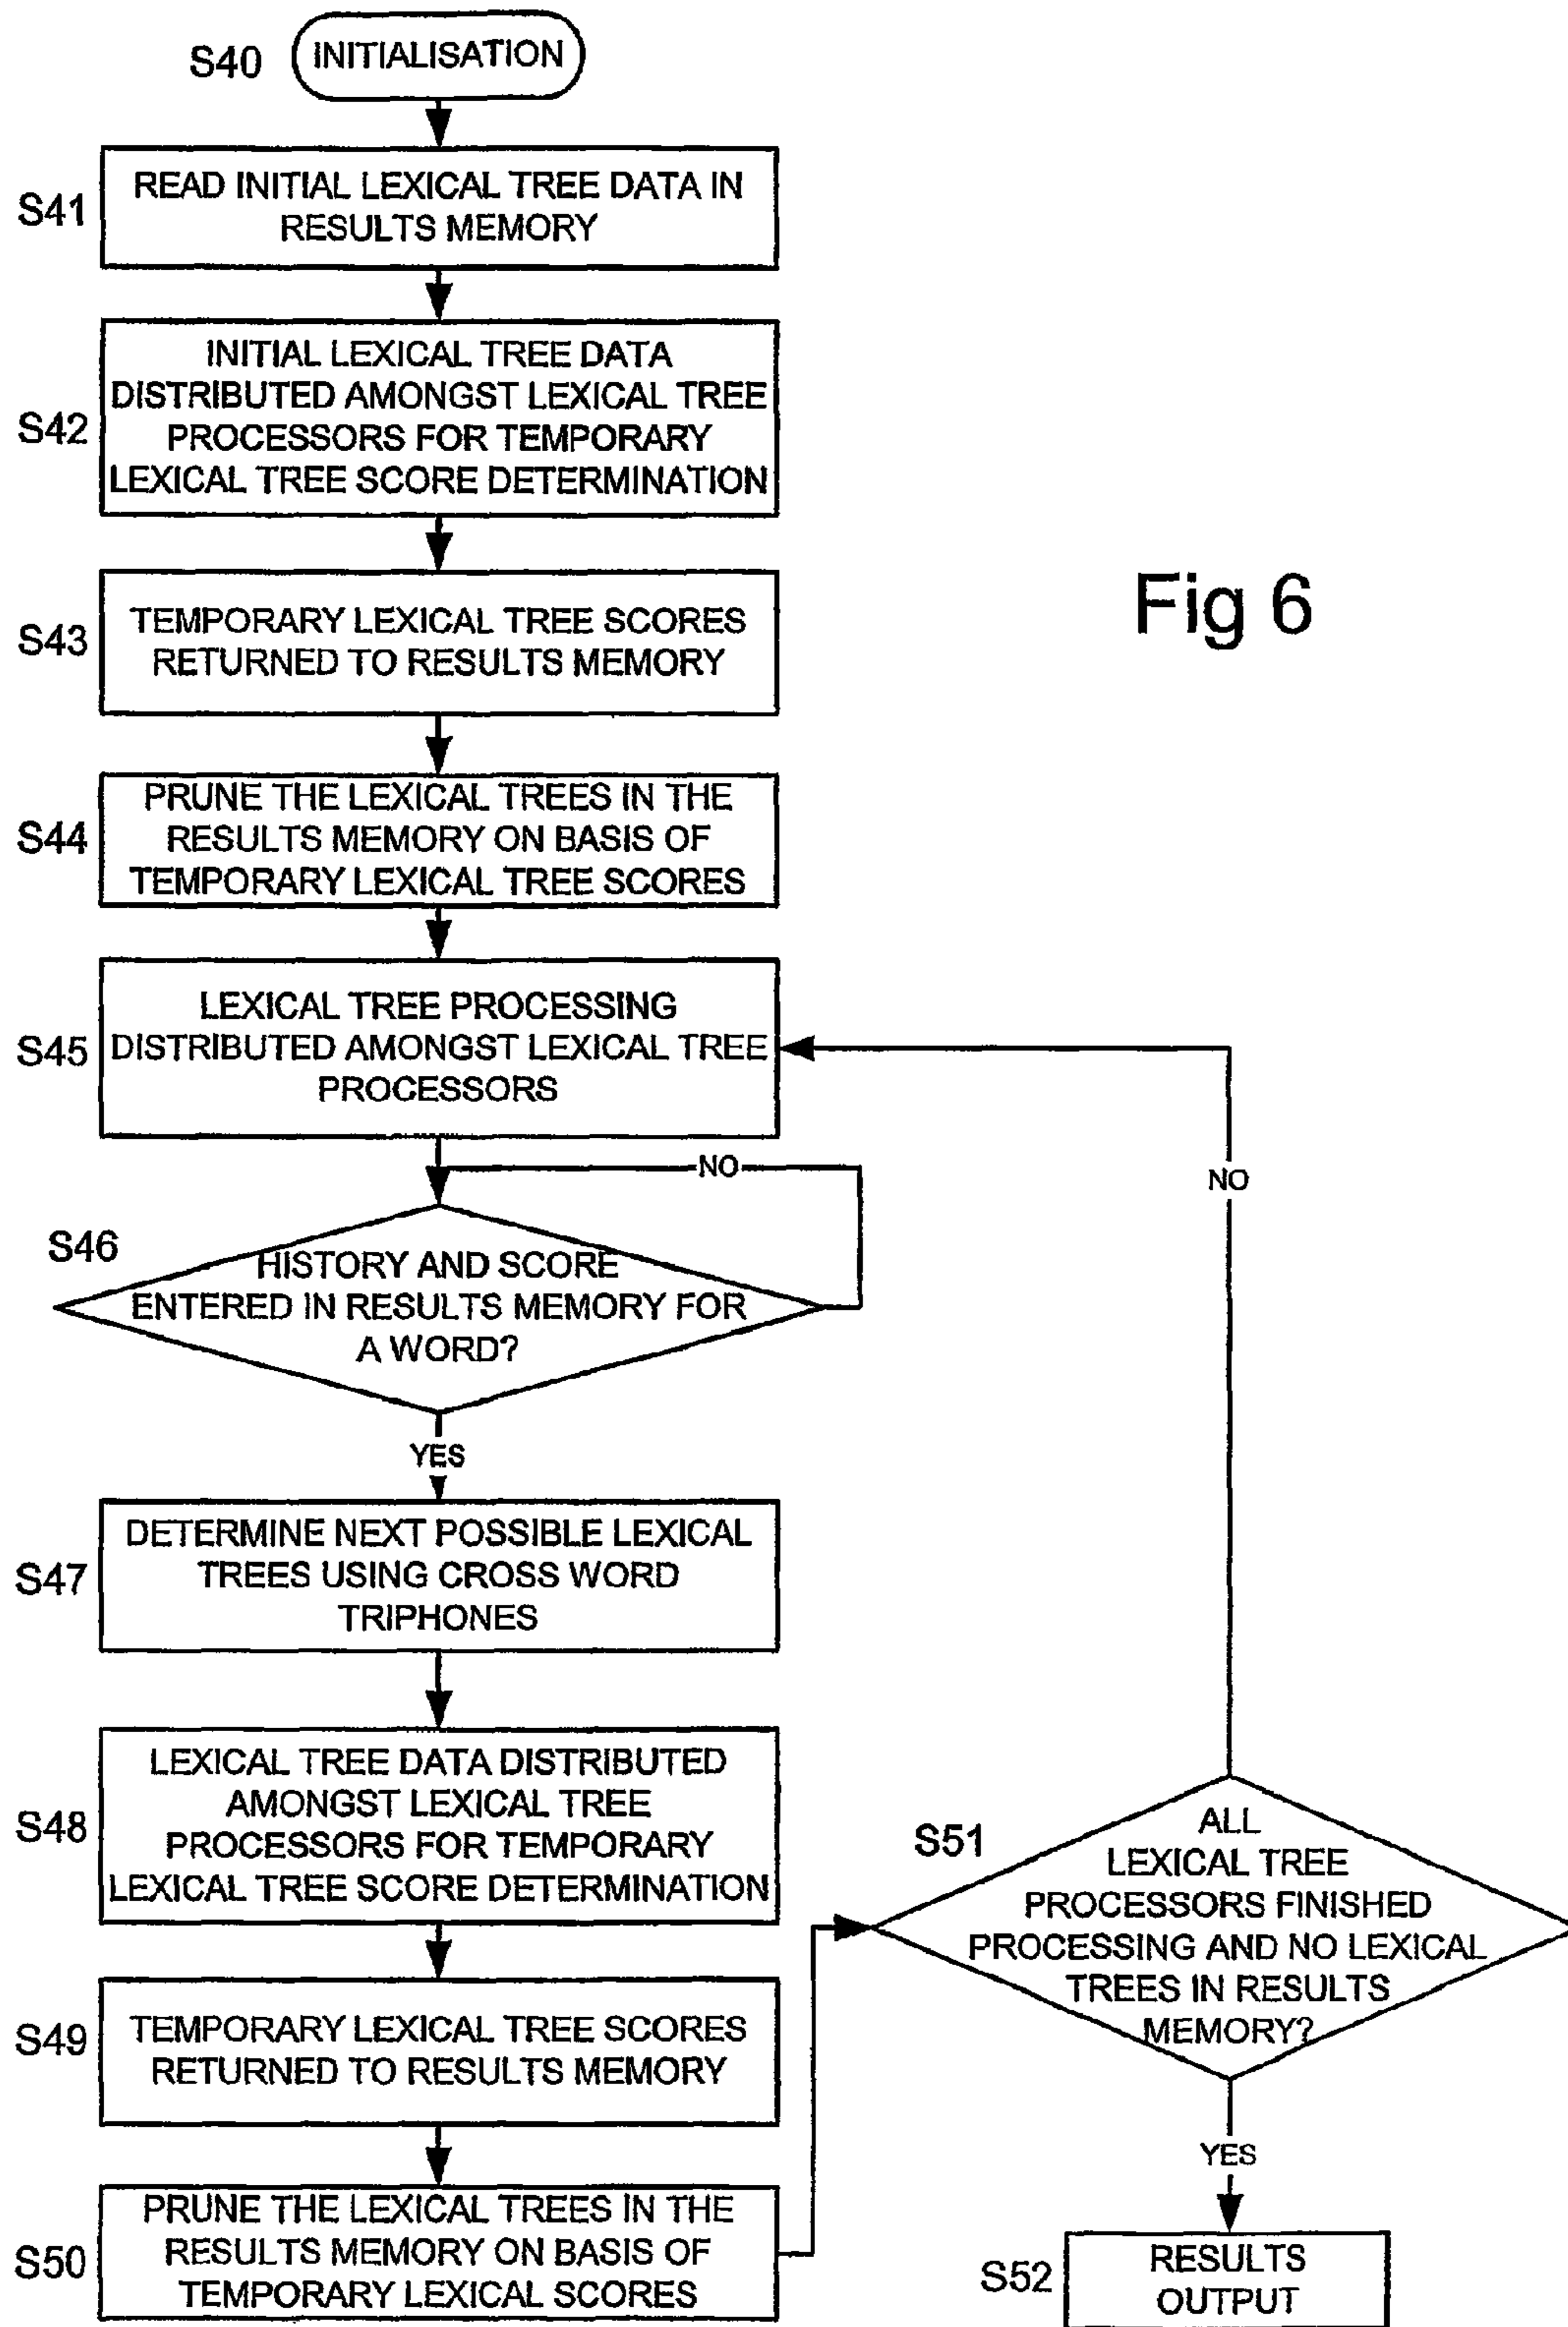 S40
INITIALISATION
S41
READ INITIAL LEXICAL TREE DATA IN
RESULTS MEMORY
S42
INITIAL LEXICAL TREE DATA
DISTRIBUTED AMONGST LEXICAL TREE
PROCESSORS FOR TEMPORARY
LEXICAL TREE SCORE DETERMINATION
S43
TEMPORARY LEXICAL TREE SCORES
RETURNED TO RESULTS MEMORY
Fig 6
S44
PRUNE THE LEXICAL TREES IN THE
RESULTS MEMORY ON BASIS OF
TEMPORARY LEXICAL TREE SCORES
S45
LEXICAL TREE PROCESSING
DISTRIBUTED AMONGST LEXICAL TREE
PROCESSORS
NO
S46
HISTORY AND SCORE
ENTERED IN RESULTS MEMORY FOR
A WORD?
YES
S47
DETERMINE NEXT POSSIBLE LEXICAL
TREES USING CROSS WORD
TRIPHONES
S48
LEXICAL TREE DATA DISTRIBUTED
AMONGST LEXICAL TREE
PROCESSORS FOR TEMPORARY
LEXICAL TREE SCORE DETERMINATION
S49
TEMPORARY LEXICAL TREE SCORES
RETURNED TO RESULTS MEMORY
S50
PRUNE THE LEXICAL TREES IN THE
RESULTS MEMORY ON BASIS OF
TEMPORARY LEXICAL SCORES
NO
S51
ALL
LEXICAL TREE
PROCESSORS FINISHED
PROCESSING AND NO LEXICAL
TREES IN RESULTS
MEMORY?
YES
S52
RESULTS
OUTPUT